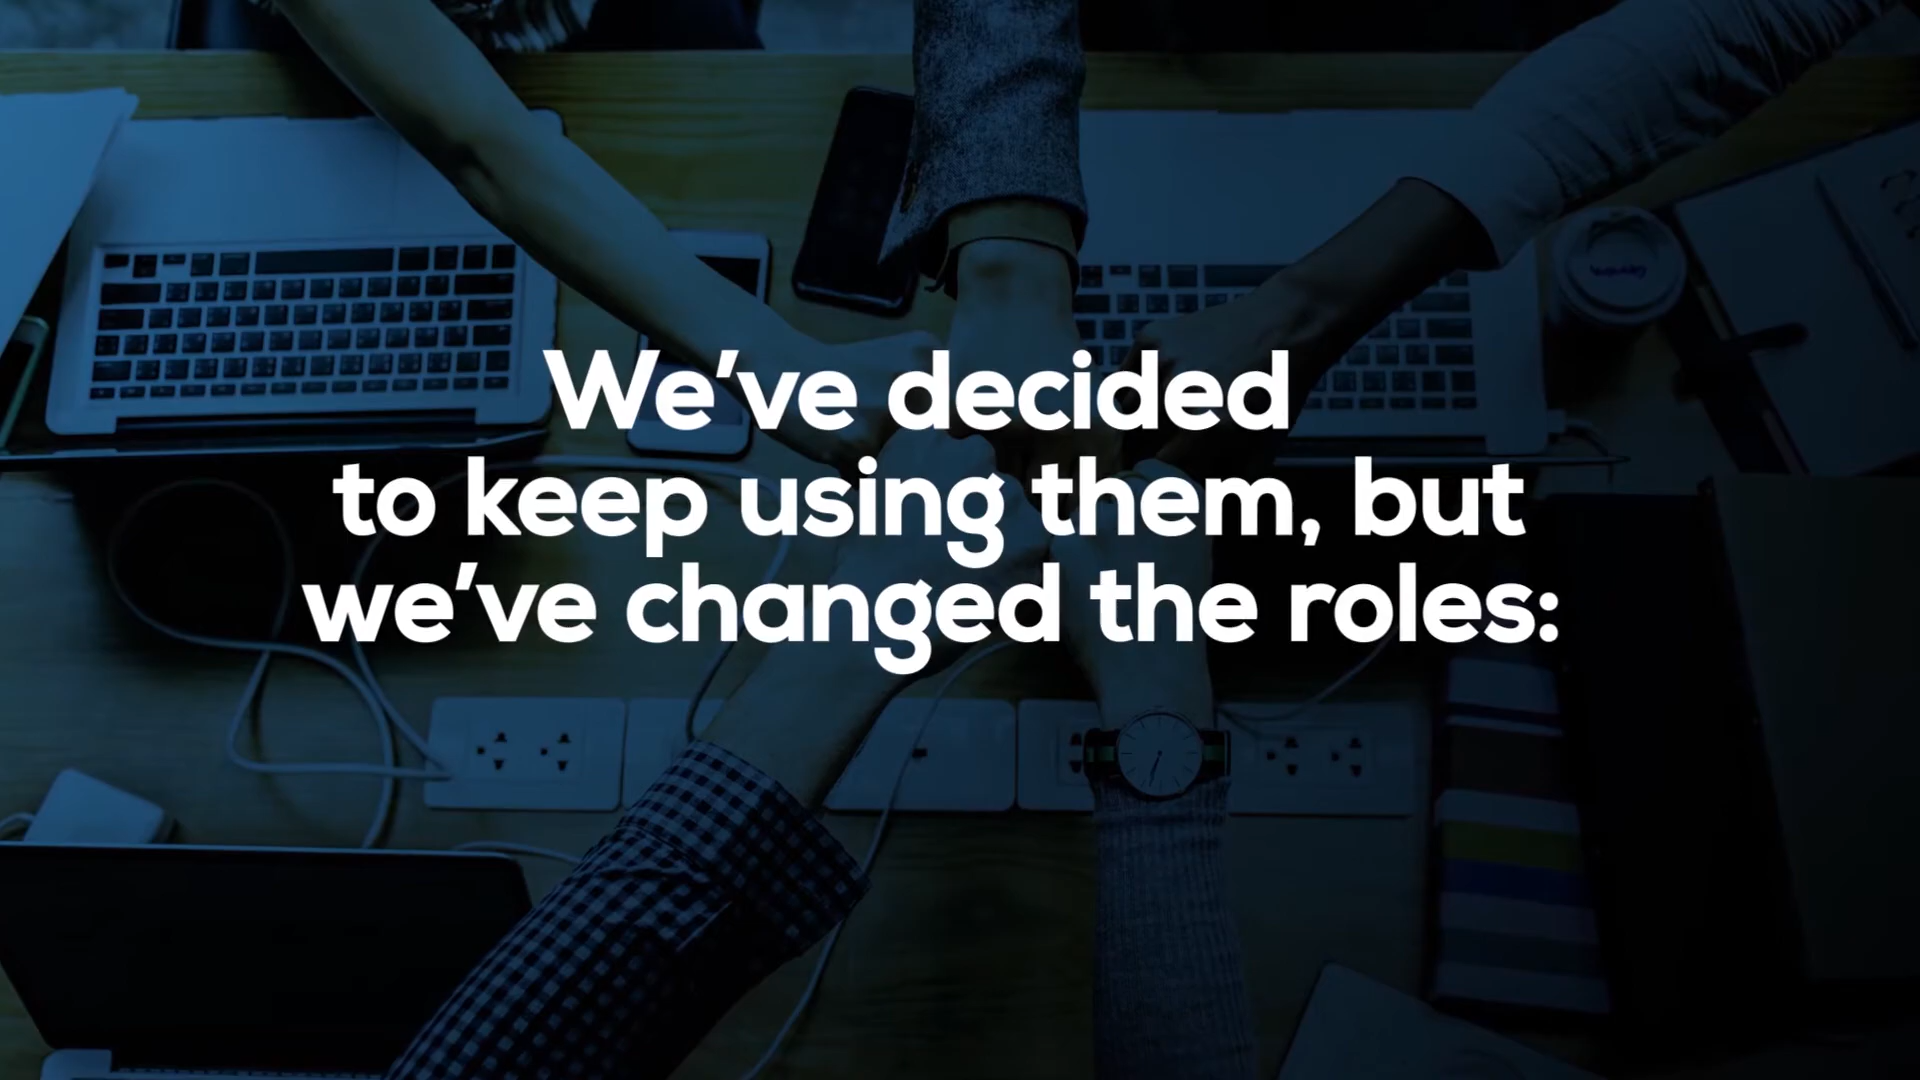 We've decided
to keep using them, but
we've changed the roles: